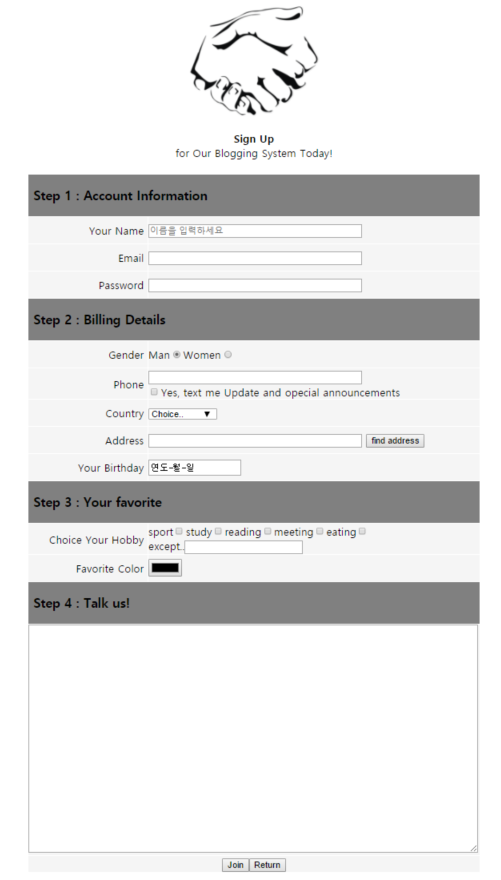 Sign Up
for Our Blogging System Today!
Step 1 : Account Information
Your Name 이름을 입력하세요
Email
Password
Step 2 : Billing Details
Gender Man Women
Phone
Yes, text me Update and opecial announcements
Country Choice..
Address find address
Your Birthday 연도-월-일
Step 3 : Your favorite
Choice Your Hobby sport study reading meeting eating
except..
Favorite Color
Step 4 : Talk us!
Join Return